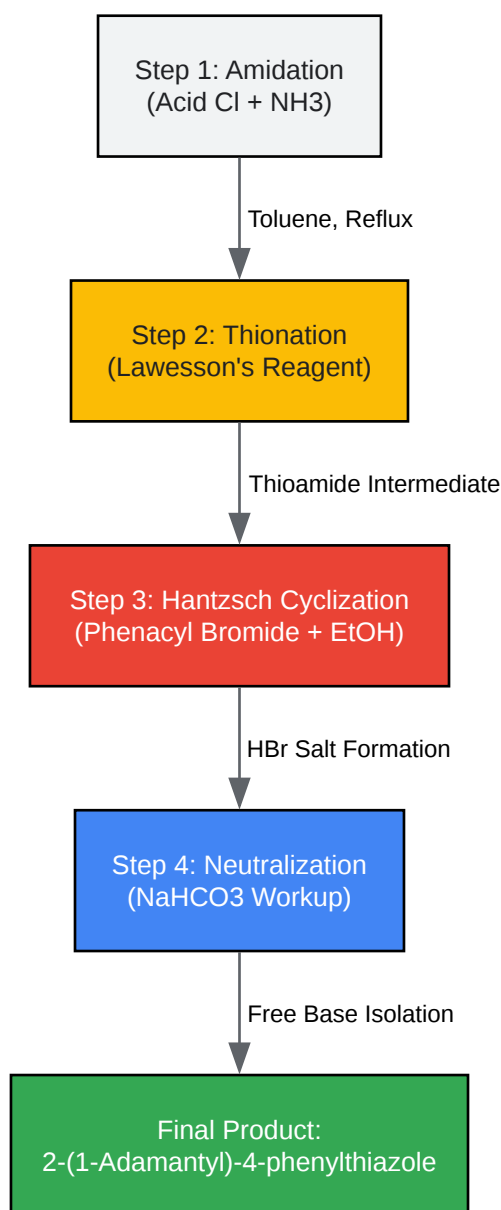 Step 1: Amidation
(Acid Cl + NH3)
Toluene, Reflux
Step 2: Thionation
(Lawesson's Reagent)
Thioamide Intermediate
Step 3: Hantzsch Cyclization
(Phenacyl Bromide + EtOH)
HBr Salt Formation
Step 4: Neutralization
(NaHCO3 Workup)
Free Base Isolation
Final Product:
2-(1-Adamantyl)-4-phenylthiazole